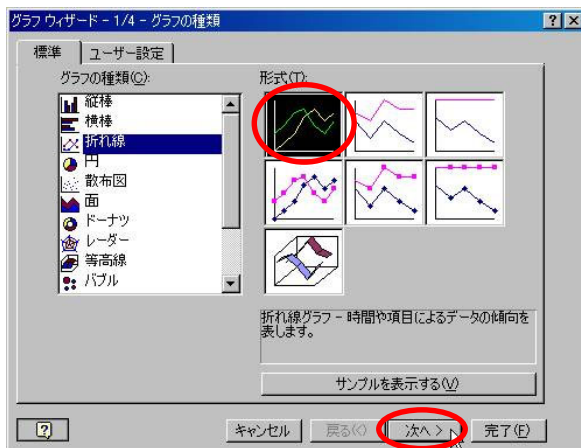 グラフ ウィザード - 1/4 - グラフの種類
標準
ユーザー設定
グラフの種類(C):
縦棒
横棒
折れ線
円
散布図
面
ドーナツ
レーダー
等高線
バブル
形式(T):
折れ線グラフ - 時間や項目によるデータの傾向を
表します。
サンプルを表示する(V)
キャンセル
戻る(<)
次へ >
完了(F)